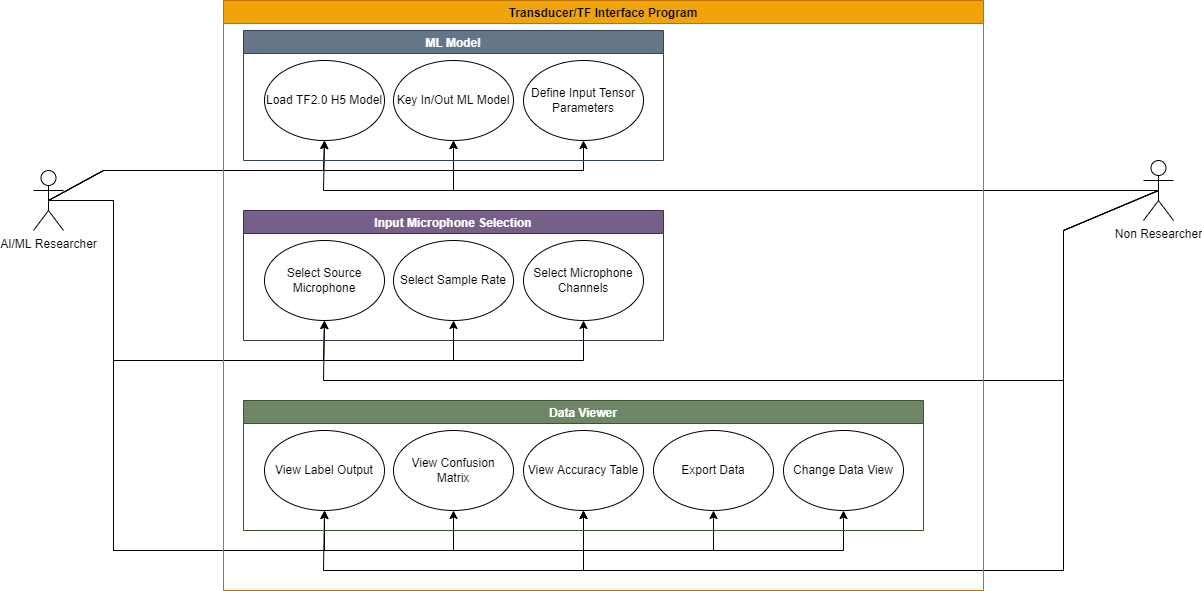 Transducer/TF Interface Program
ML Model
Load TF2.0 H5 Model
Key In/Out ML Model
Define Input Tensor
Parameters
AI/ML Researcher
Non Researcher
Input Microphone Selection
Select Source
Microphone
Select Sample Rate
Select Microphone
Channels
Data Viewer
View Label Output
View Confusion
Matrix
View Accuracy Table
Export Data
Change Data View